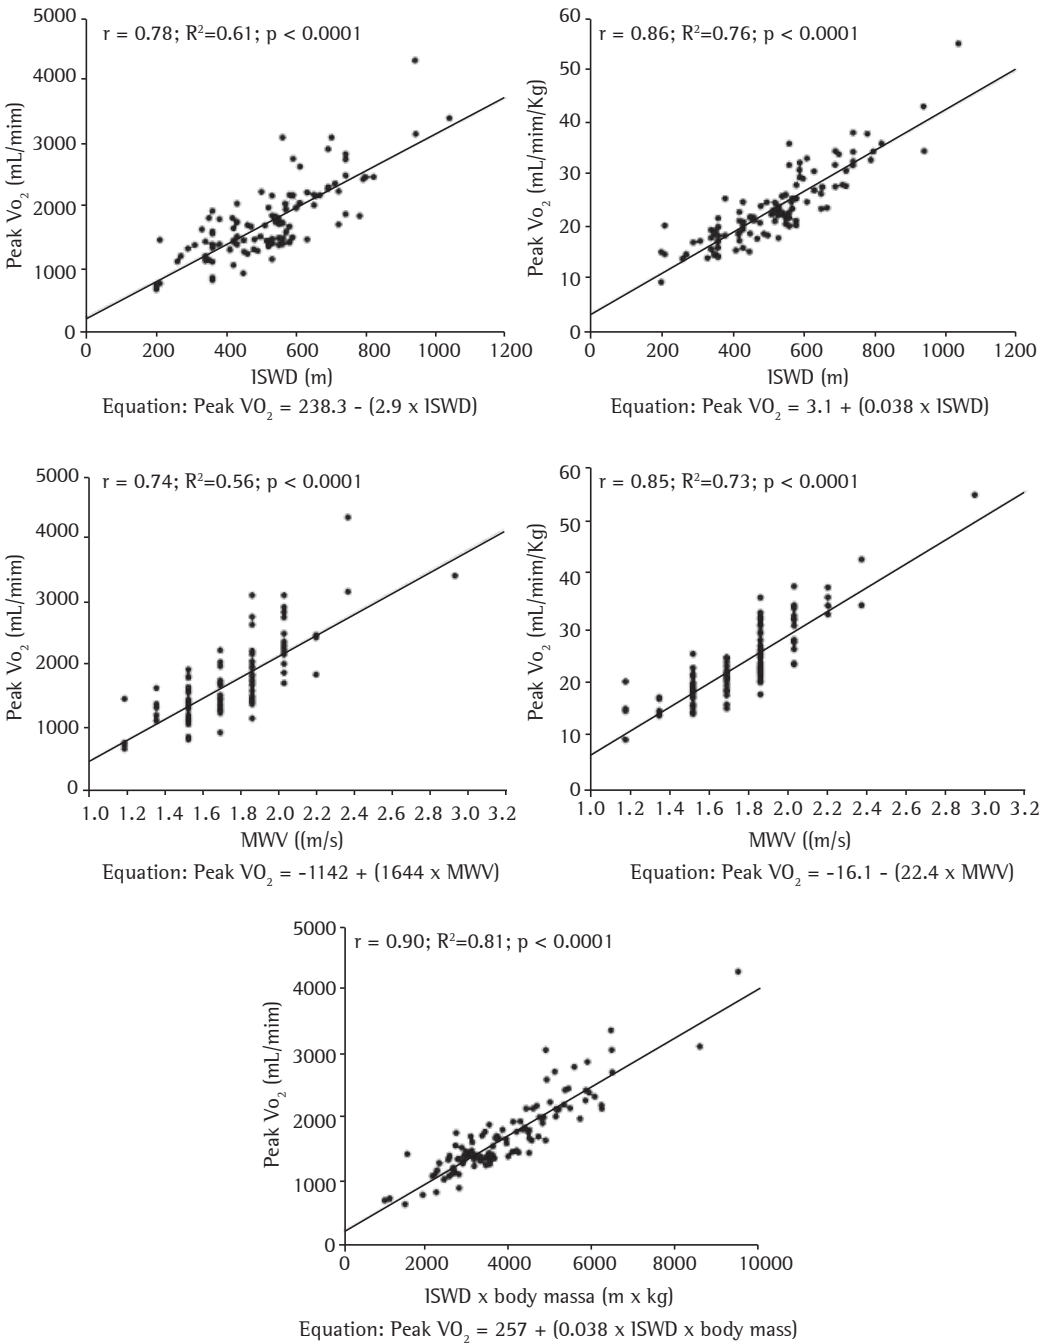 5000
4000
3000
2000
1000
0
Peak Vo2 (mL/mim)
r = 0.78; R²=0.61; p < 0.0001
0 200 400 600 800 1000 1200
ISWD (m)
Equation: Peak VO2 = 238.3 - (2.9 x ISWD)
60
50
40
30
20
10
0
Peak Vo2 (mL/mim/Kg)
r = 0.86; R²=0.76; p < 0.0001
0 200 400 600 800 1000 1200
ISWD (m)
Equation: Peak VO2 = 3.1 + (0.038 x ISWD)
5000
4000
3000
2000
1000
0
Peak Vo2 (mL/mim)
r = 0.74; R²=0.56; p < 0.0001
1.0 1.2 1.4 1.6 1.8 2.0 2.2 2.4 2.6 2.8 3.0 3.2
MWV ((m/s)
Equation: Peak VO2 = -1142 + (1644 x MWV)
60
50
40
30
20
10
0
Peak Vo2 (mL/mim/Kg)
r = 0.85; R²=0.73; p < 0.0001
1.0 1.2 1.4 1.6 1.8 2.0 2.2 2.4 2.6 2.8 3.0 3.2
MWV ((m/s)
Equation: Peak VO2 = -16.1 - (22.4 x MWV)
5000
4000
3000
2000
1000
0
Peak Vo2 (mL/mim)
r = 0.90; R²=0.81; p < 0.0001
0 2000 4000 6000 8000 10000
ISWD x body massa (m x kg)
Equation: Peak VO2 = 257 + (0.038 x ISWD x body mass)